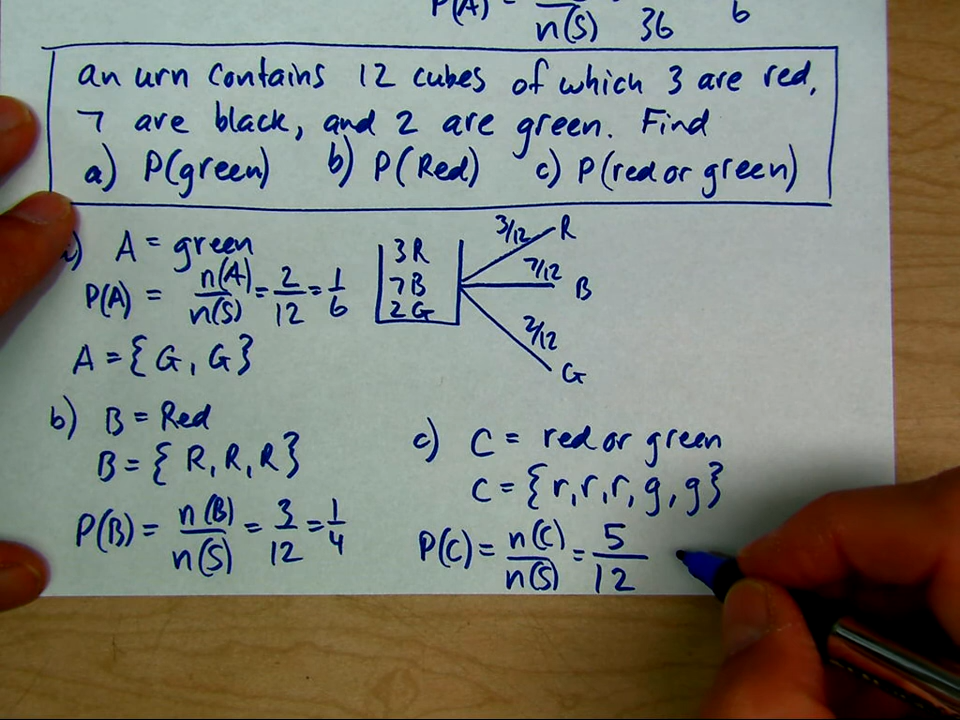 P(A) = n(S) 36 6
an urn contains 12 cubes of which 3 are red,
7 are black, and 2 are green. Find
a) P(green) b) P(Red) c) P(red or green)
A = green
P(A) = n(A)/n(S) = 2/12 = 1/6
A = {G, G}
3R
7B
2G
3/12 R
7/12 B
2/12 G
b) B = Red
B = {R, R, R}
P(B) = n(B)/n(S) = 3/12 = 1/4
c) C = red or green
C = {r, r, r, g, g}
P(C) = n(C)/n(S) = 5/12